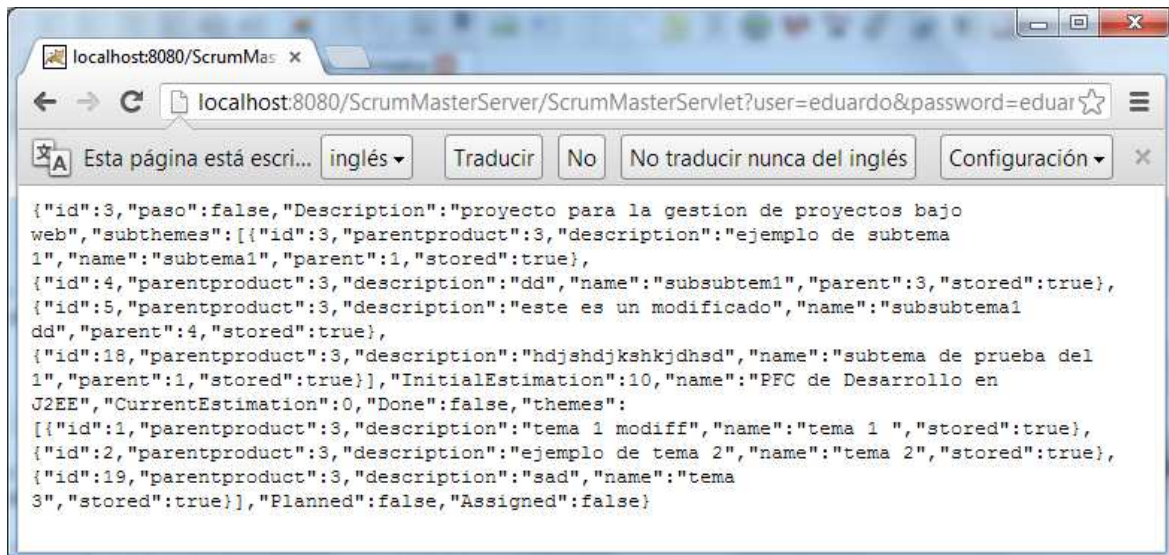 localhost:8080/ScrumMas
localhost:8080/ScrumMasterServer/ScrumMasterServlet?user=eduardo&password=eduar
Esta página está escri... inglés Traducir No No traducir nunca del inglés Configuración
{"id":3,"paso":false,"Description":"proyecto para la gestion de proyectos bajo
web","subthemes":[{"id":3,"parentproduct":3,"description":"ejemplo de subtema
1","name":"subtema1","parent":1,"stored":true},
{"id":4,"parentproduct":3,"description":"dd","name":"subsubtem1","parent":3,"stored":true},
{"id":5,"parentproduct":3,"description":"este es un modificado","name":"subsubtema1
dd","parent":4,"stored":true},
{"id":18,"parentproduct":3,"description":"hdjshdjkshkjdhsd","name":"subtema de prueba del
1","parent":1,"stored":true}],"InitialEstimation":10,"name":"PFC de Desarrollo en
J2EE","CurrentEstimation":0,"Done":false,"themes":
[{"id":1,"parentproduct":3,"description":"tema 1 modiff","name":"tema 1 ","stored":true},
{"id":2,"parentproduct":3,"description":"ejemplo de tema 2","name":"tema 2","stored":true},
{"id":19,"parentproduct":3,"description":"sad","name":"tema
3","stored":true}],"Planned":false,"Assigned":false}